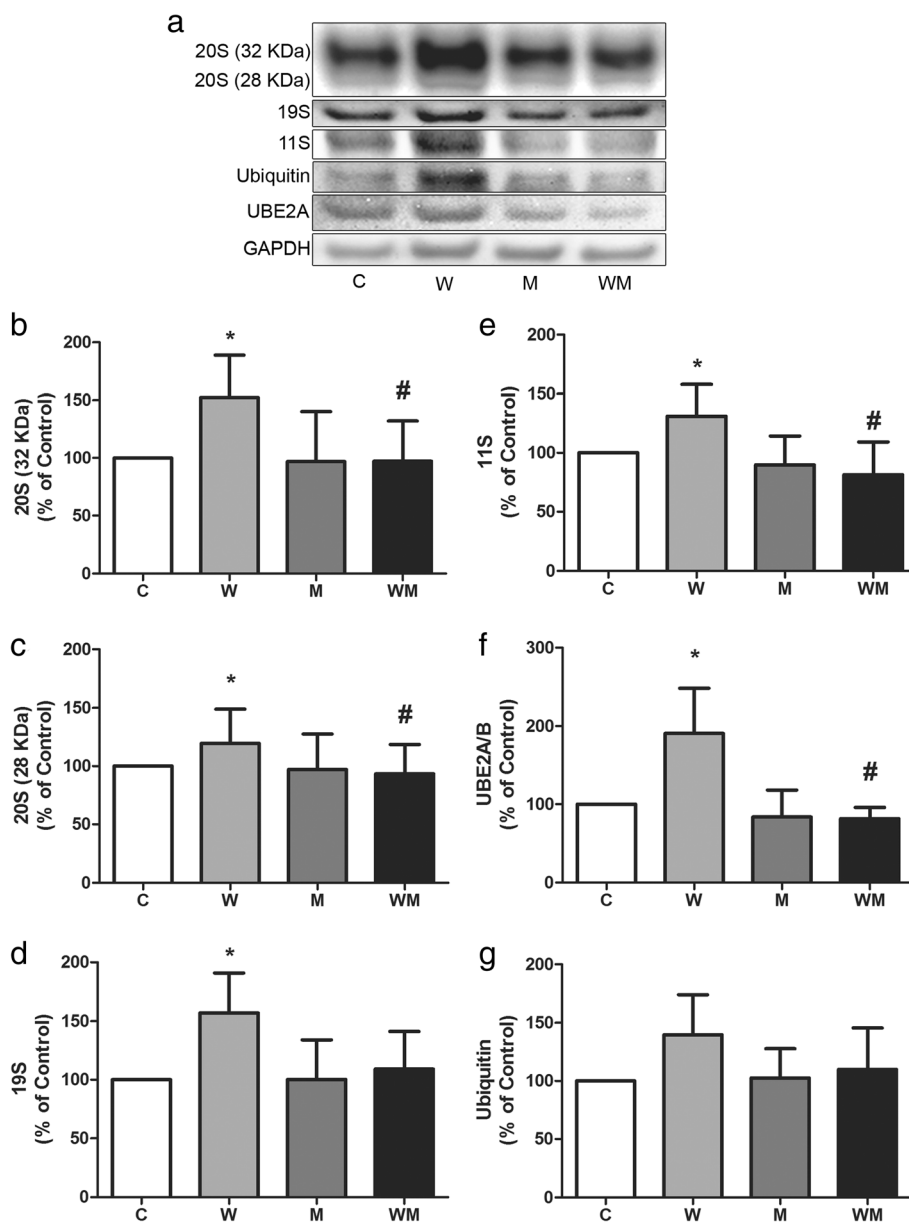 a
20S (32 KDa)
20S (28 KDa)
19S
11S
Ubiquitin
UBE2A
GAPDH
C W M WM
b
20S (32 KDa)
(% of Control)
200
150
100
50
0
*
#
C W M WM
c
20S (28 KDa)
(% of Control)
200
150
100
50
0
*
#
C W M WM
d
19S
(% of Control)
200
150
100
50
0
*
C W M WM
e
11S
(% of Control)
200
150
100
50
0
*
#
C W M WM
f
UBE2A/B
(% of Control)
300
200
100
0
*
#
C W M WM
g
Ubiquitin
(% of Control)
200
150
100
50
0
C W M WM